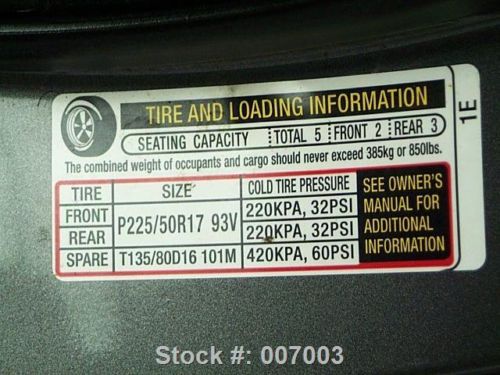 TIRE AND LOADING INFORMATION
SEATING CAPACITY TOTAL 5 FRONT 2 REAR 3
The combined weight of occupants and cargo should never exceed 385kg or 850lbs.
TIRE SIZE COLD TIRE PRESSURE
FRONT P225/50R17 93V 220KPA, 32PSI
REAR 220KPA, 32PSI
SPARE T135/80D16 101M 420KPA, 60PSI
SEE OWNER'S
MANUAL FOR
ADDITIONAL
INFORMATION
1E
Stock #: 007003